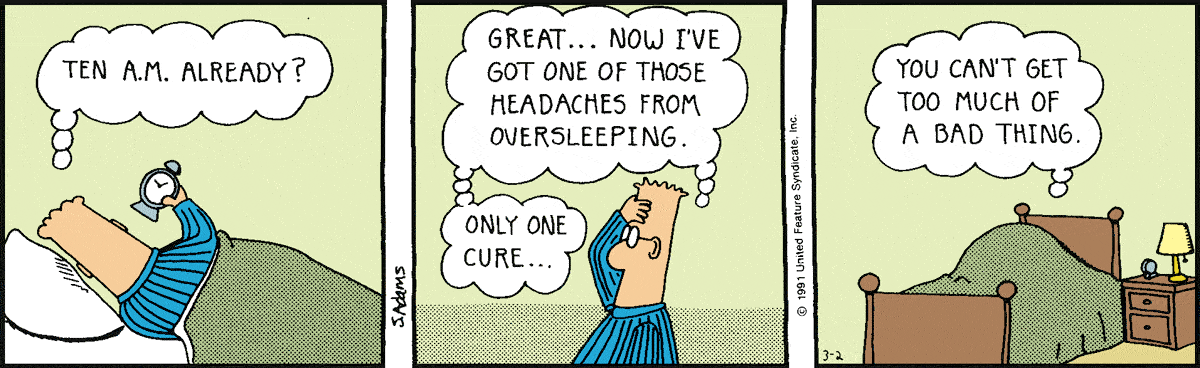 TEN A.M. ALREADY?
GREAT... NOW I'VE
GOT ONE OF THOSE
HEADACHES FROM
OVERSLEEPING.
ONLY ONE
CURE...
S.Adams
© 1991 United Feature Syndicate, Inc.
YOU CAN'T GET
TOO MUCH OF
A BAD THING.
3-2